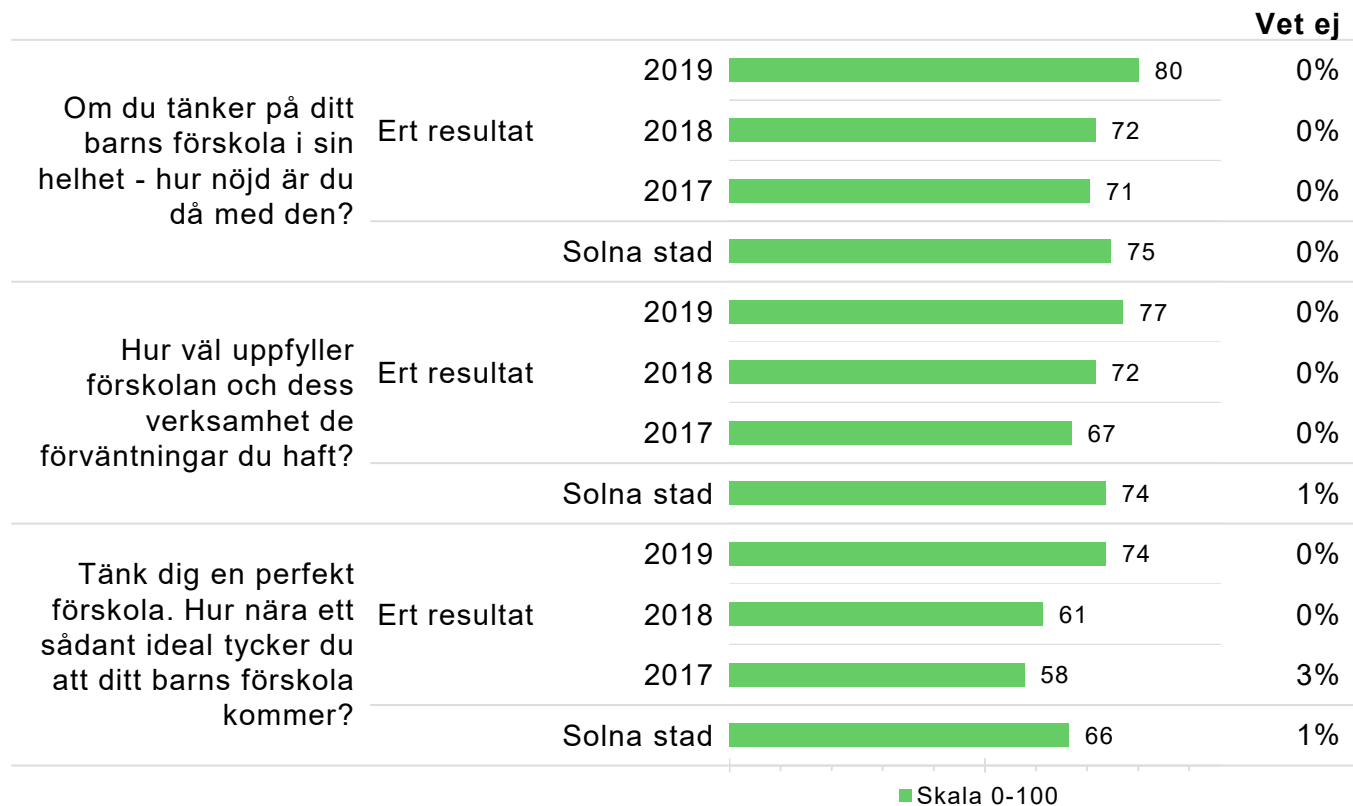 Vet ej
Om du tänker på ditt
barns förskola i sin
helhet - hur nöjd är du
då med den?
Ert resultat
2019 80 0%
2018 72 0%
2017 71 0%
Solna stad 75 0%
Hur väl uppfyller
förskolan och dess
verksamhet de
förväntningar du haft?
Ert resultat
2019 77 0%
2018 72 0%
2017 67 0%
Solna stad 74 1%
Tänk dig en perfekt
förskola. Hur nära ett
sådant ideal tycker du
att ditt barns förskola
kommer?
Ert resultat
2019 74 0%
2018 61 0%
2017 58 3%
Solna stad 66 1%
Skala 0-100